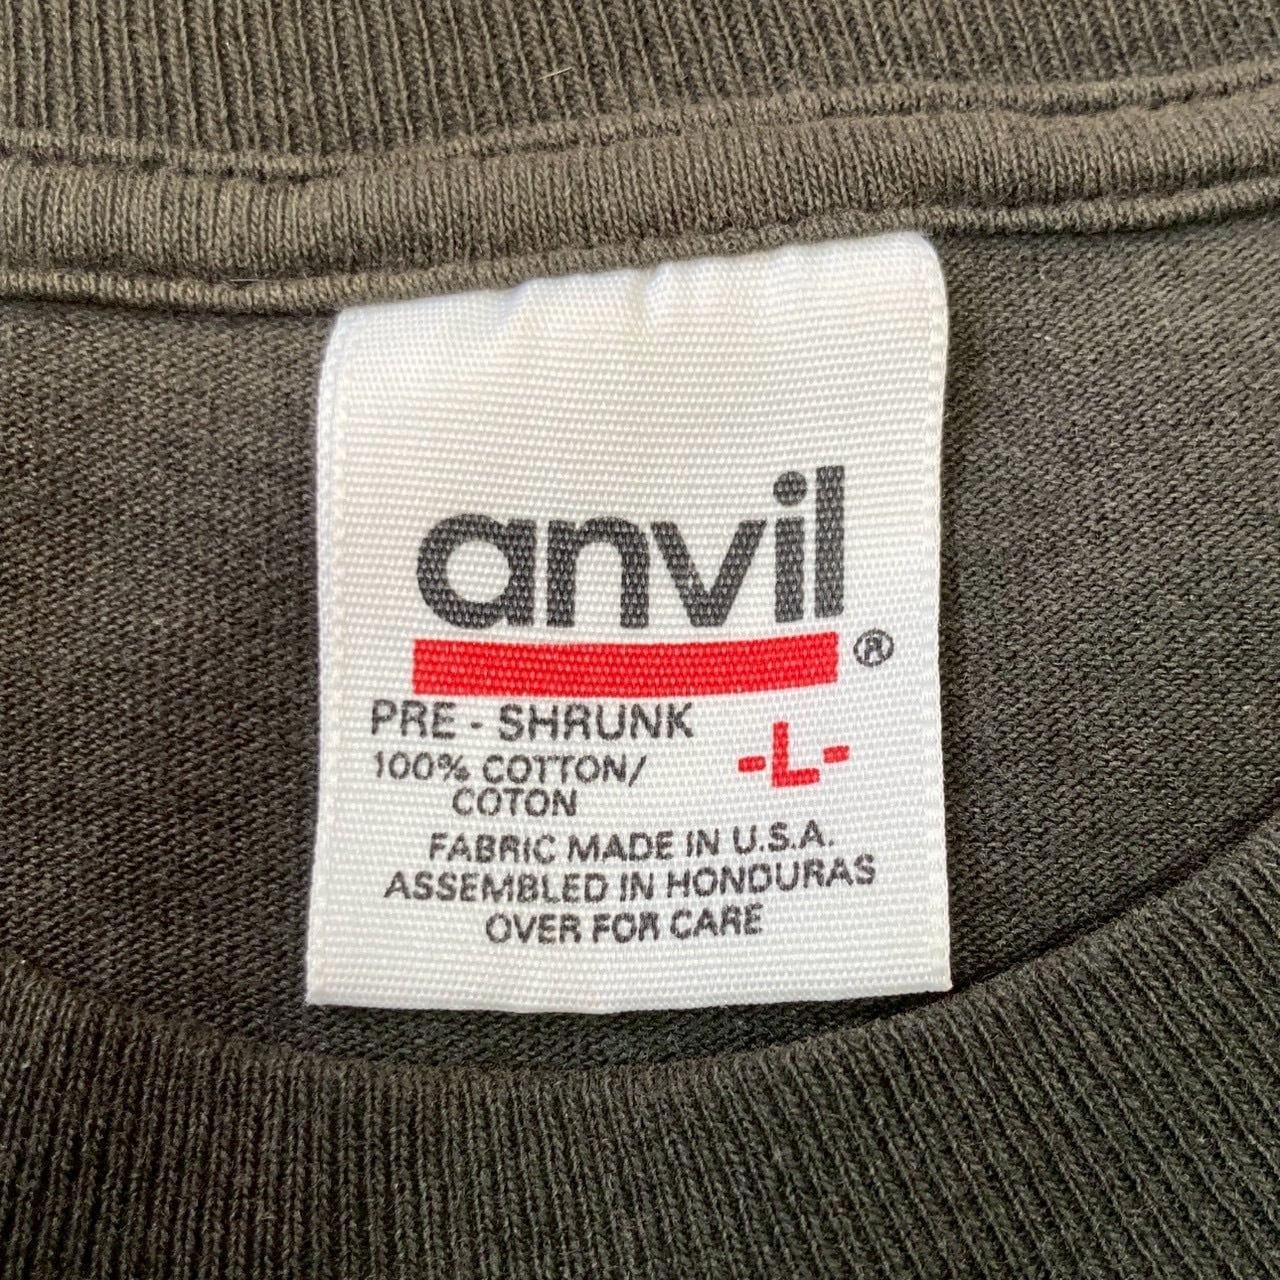 anvil®
PRE - SHRUNK
-L-
100% COTTON/
COTON
FABRIC MADE IN U.S.A.
ASSEMBLED IN HONDURAS
OVER FOR CARE